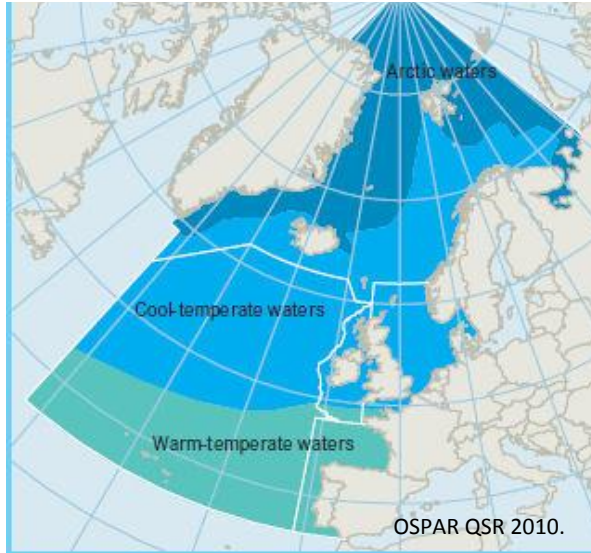 Arctic waters
Cool-temperate waters
Warm-temperate waters
OSPAR QSR 2010.